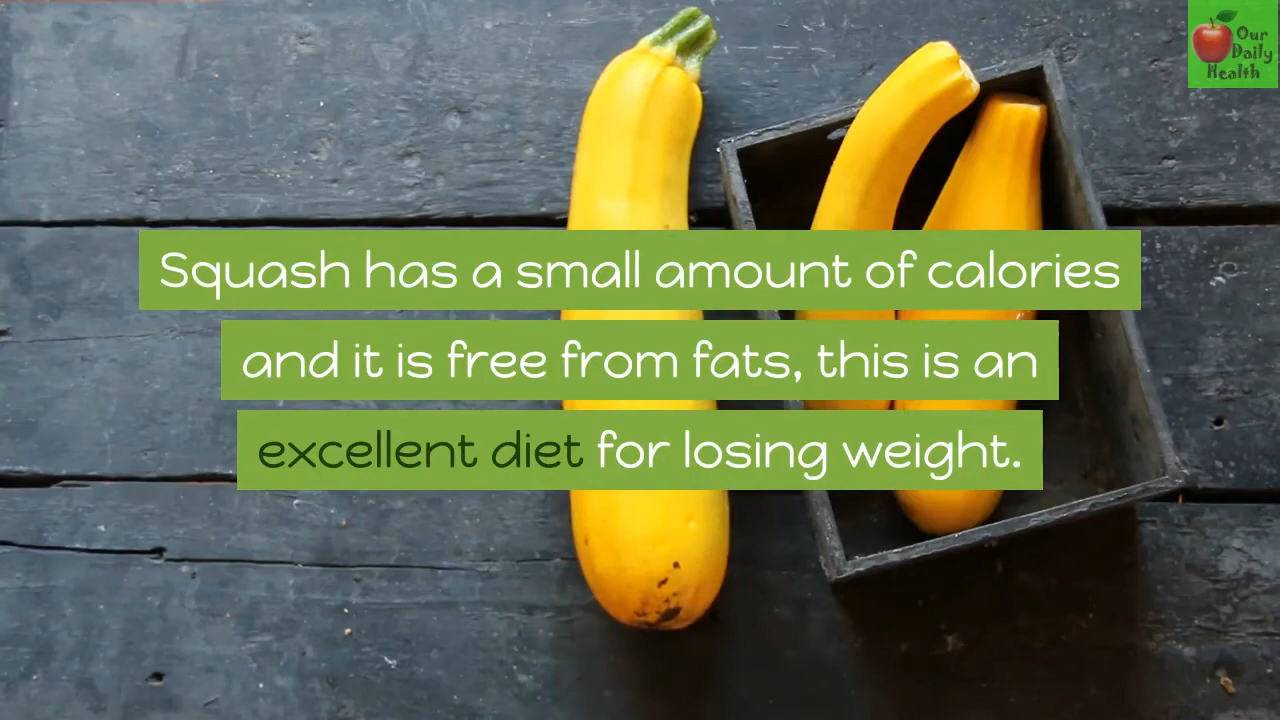 Our
Daily
Health
Squash has a small amount of calories
and it is free from fats, this is an
excellent diet for losing weight.